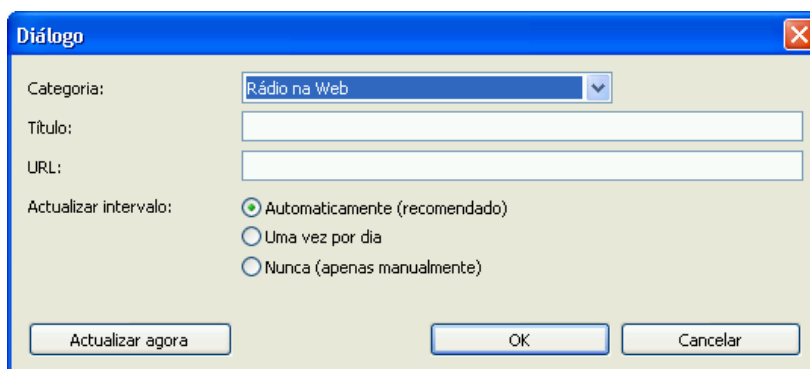 Diálogo
Categoria: Rádio na Web
Título:
URL:
Actualizar intervalo: Automaticamente (recomendado)
Uma vez por dia
Nunca (apenas manualmente)
Actualizar agora OK Cancelar